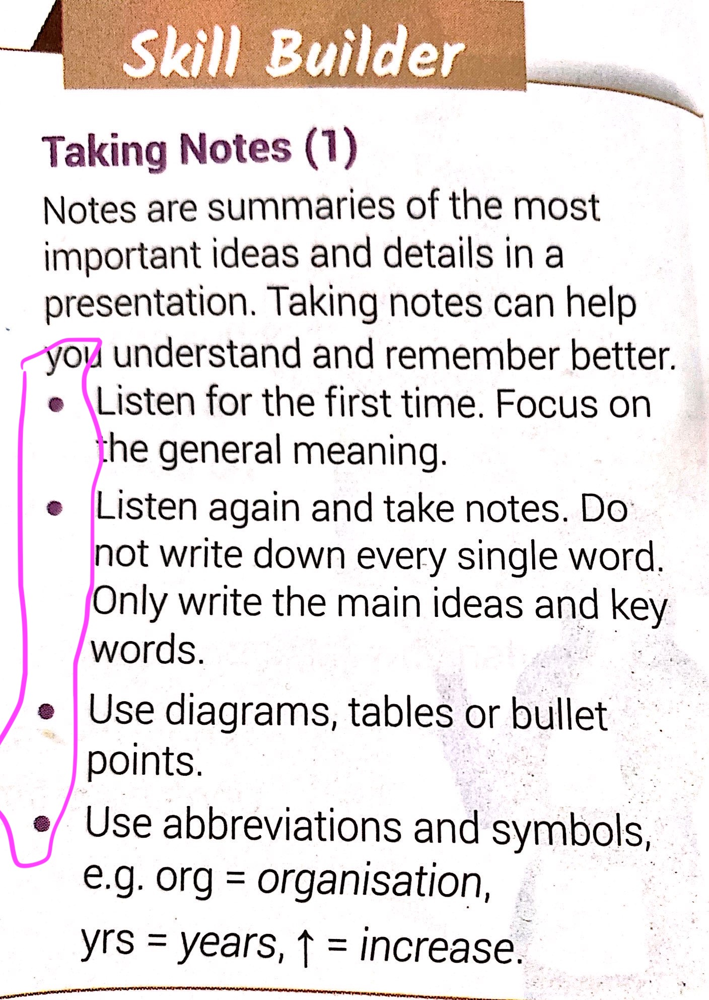 Skill Builder
Taking Notes (1)
Notes are summaries of the most
important ideas and details in a
presentation. Taking notes can help
you understand and remember better.
• Listen for the first time. Focus on
the general meaning.
• Listen again and take notes. Do
not write down every single word.
Only write the main ideas and key
words.
• Use diagrams, tables or bullet
points.
• Use abbreviations and symbols,
e.g. org = organisation,
yrs = years, ↑ = increase.